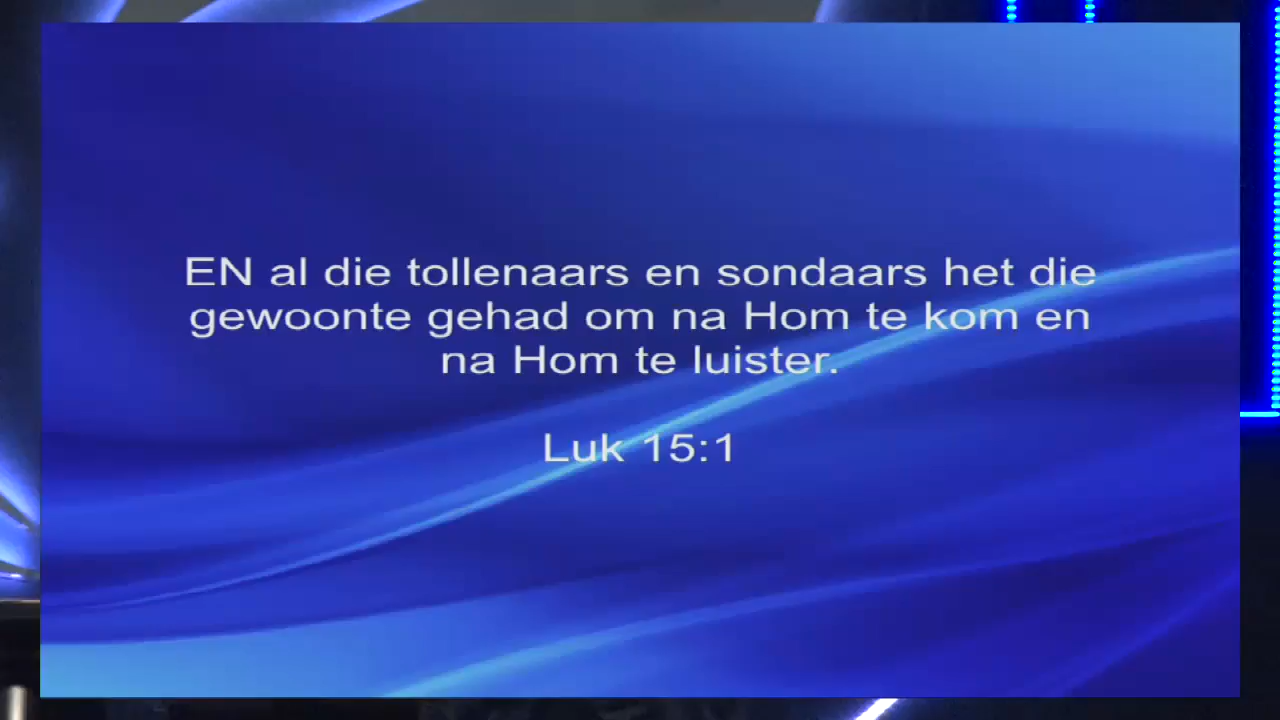 EN al die tollenaars en sondaars het die
gewoonte gehad om na Hom te kom en
na Hom te luister.
Luk 15:1